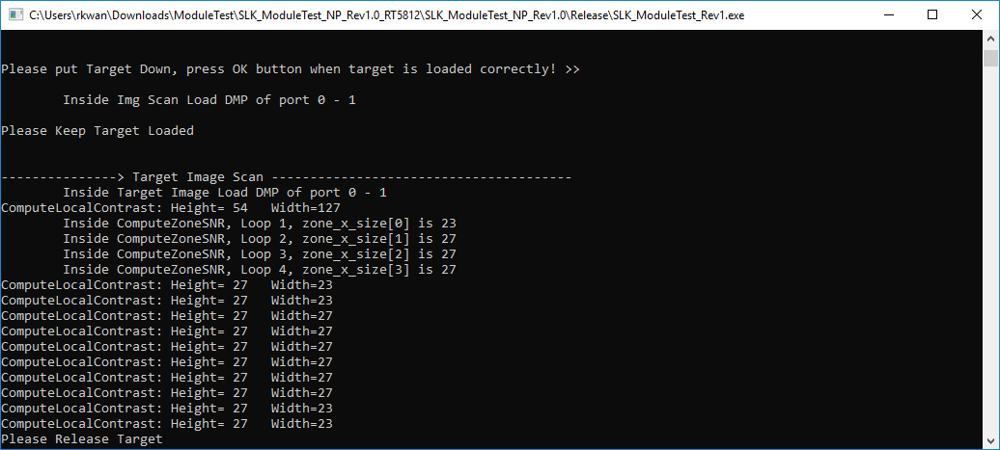 C:\Users\rkwan\Downloads\ModuleTest\SLK_ModuleTest_NP_Rev1.0_RT5812\SLK_ModuleTest_NP_Rev1.0\Release\SLK_ModuleTest_Rev1.exe
Please put Target Down, press OK button when target is loaded correctly! >>
Inside Img Scan Load DMP of port 0 - 1
Please Keep Target Loaded
---------------> Target Image Scan ---------------------------------------
Inside Target Image Load DMP of port 0 - 1
ComputeLocalContrast: Height= 54   Width=127
Inside ComputeZoneSNR, Loop 1, zone_x_size[0] is 23
Inside ComputeZoneSNR, Loop 2, zone_x_size[1] is 27
Inside ComputeZoneSNR, Loop 3, zone_x_size[2] is 27
Inside ComputeZoneSNR, Loop 4, zone_x_size[3] is 27
ComputeLocalContrast: Height= 27   Width=23
ComputeLocalContrast: Height= 27   Width=23
ComputeLocalContrast: Height= 27   Width=27
ComputeLocalContrast: Height= 27   Width=27
ComputeLocalContrast: Height= 27   Width=27
ComputeLocalContrast: Height= 27   Width=27
ComputeLocalContrast: Height= 27   Width=27
ComputeLocalContrast: Height= 27   Width=27
ComputeLocalContrast: Height= 27   Width=23
ComputeLocalContrast: Height= 27   Width=23
Please Release Target